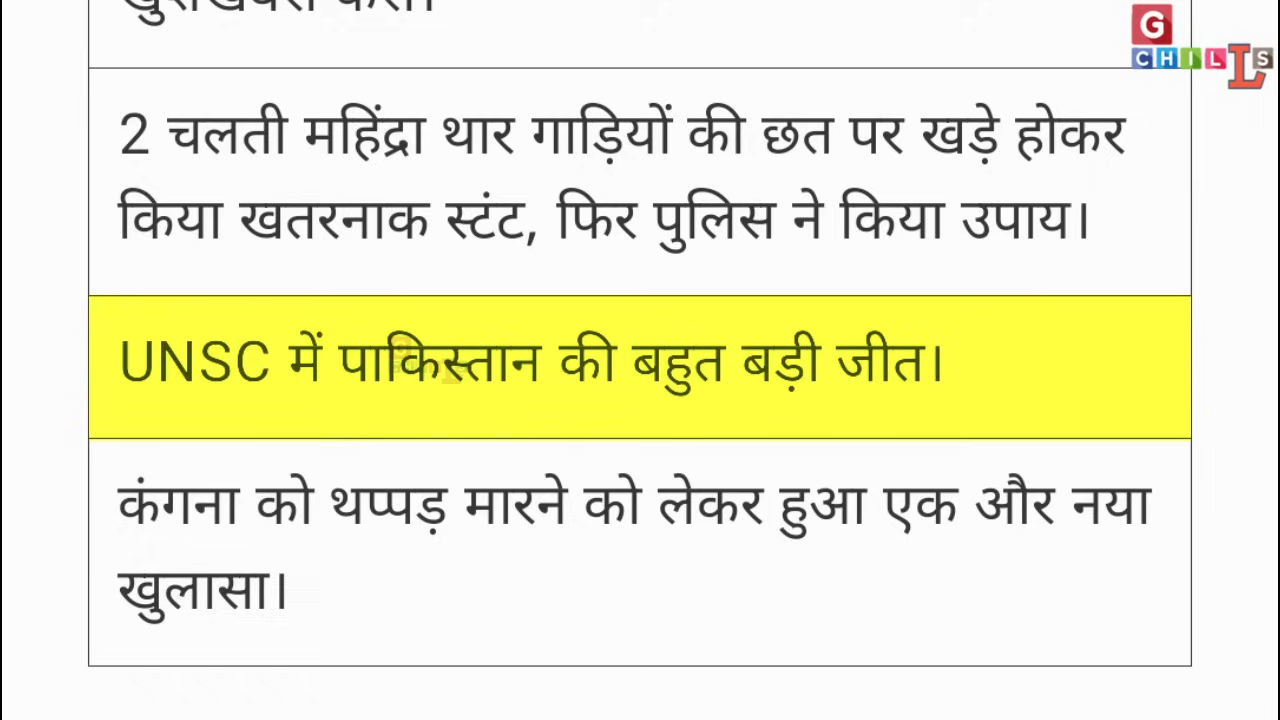 G
CHILLS
2 चलती महिंद्रा थार गाड़ियों की छत पर खड़े होकर
किया खतरनाक स्टंट, फिर पुलिस ने किया उपाय।
UNSC में पाकिस्तान की बहुत बड़ी जीत।
कंगना को थप्पड़ मारने को लेकर हुआ एक और नया
खुलासा।